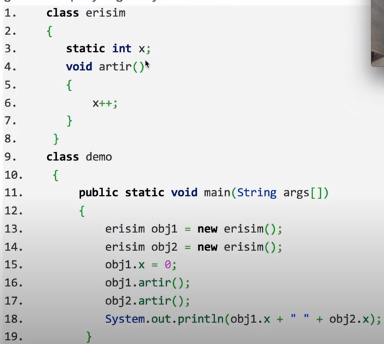 1. class erisim
2. {
3. static int x;
4. void artir()
5. {
6. x++;
7. }
8. }
9. class demo
10. {
11. public static void main(String args[])
12. {
13. erisim obj1 = new erisim();
14. erisim obj2 = new erisim();
15. obj1.x = 0;
16. obj1.artir();
17. obj2.artir();
18. System.out.println(obj1.x + " " + obj2.x);
19. }